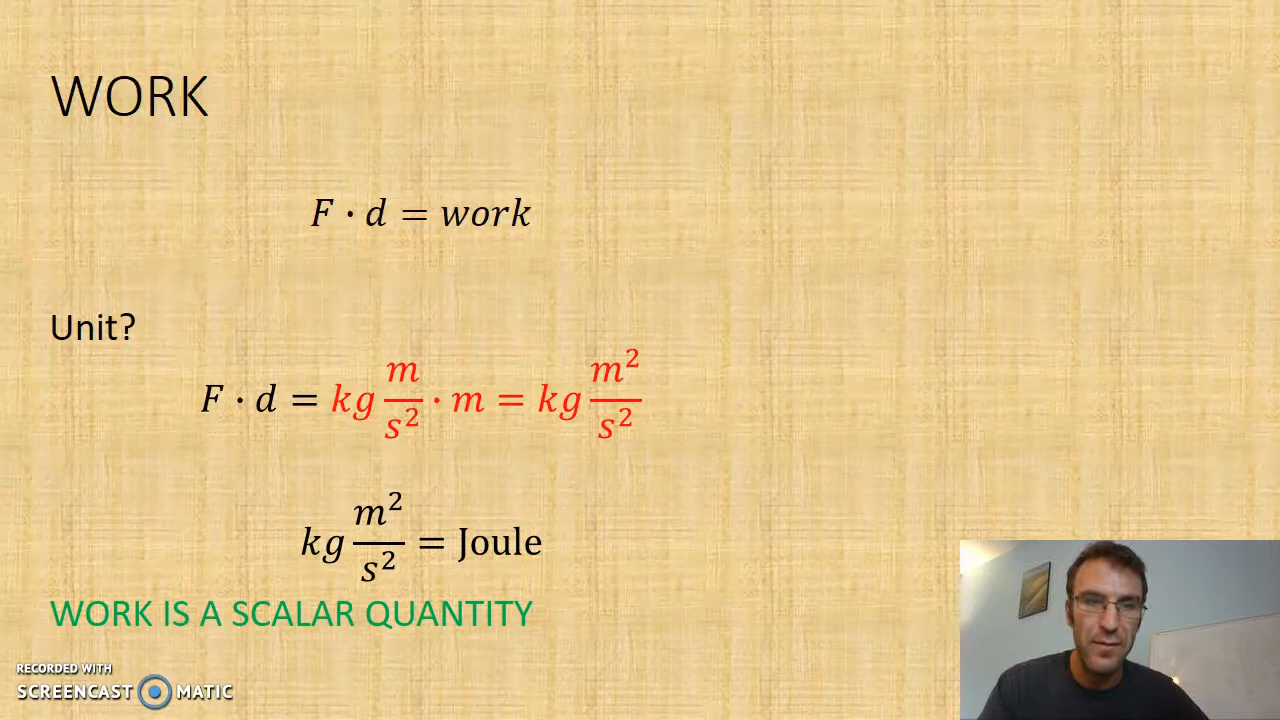 WORK
F · d = work
Unit?
F · d = kg m/s² · m = kg m²/s²
kg m²/s² = Joule
WORK IS A SCALAR QUANTITY
RECORDED WITH
SCREENCAST MATIC